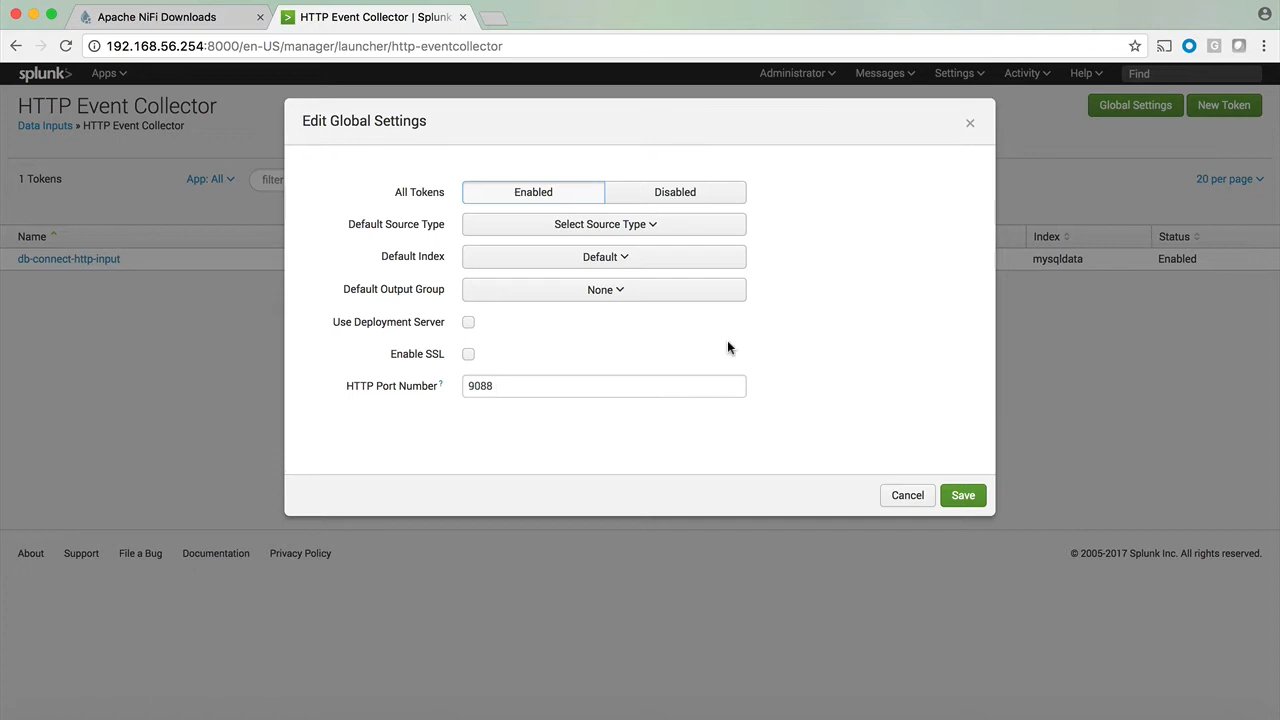 Apache NiFi Downloads
HTTP Event Collector | Splunk
192.168.56.254:8000/en-US/manager/launcher/http-eventcollector
splunk>
Apps
Administrator
Messages
Settings
Activity
Help
Find
HTTP Event Collector
Data Inputs » HTTP Event Collector
Global Settings
New Token
Edit Global Settings
1 Tokens
App: All
filter
20 per page
All Tokens
Enabled
Disabled
Default Source Type
Select Source Type
Default Index
Default
Default Output Group
None
Use Deployment Server
Enable SSL
HTTP Port Number ?
9088
Name
Index
Status
db-connect-http-input
mysqldata
Enabled
Cancel
Save
About
Support
File a Bug
Documentation
Privacy Policy
© 2005-2017 Splunk Inc. All rights reserved.